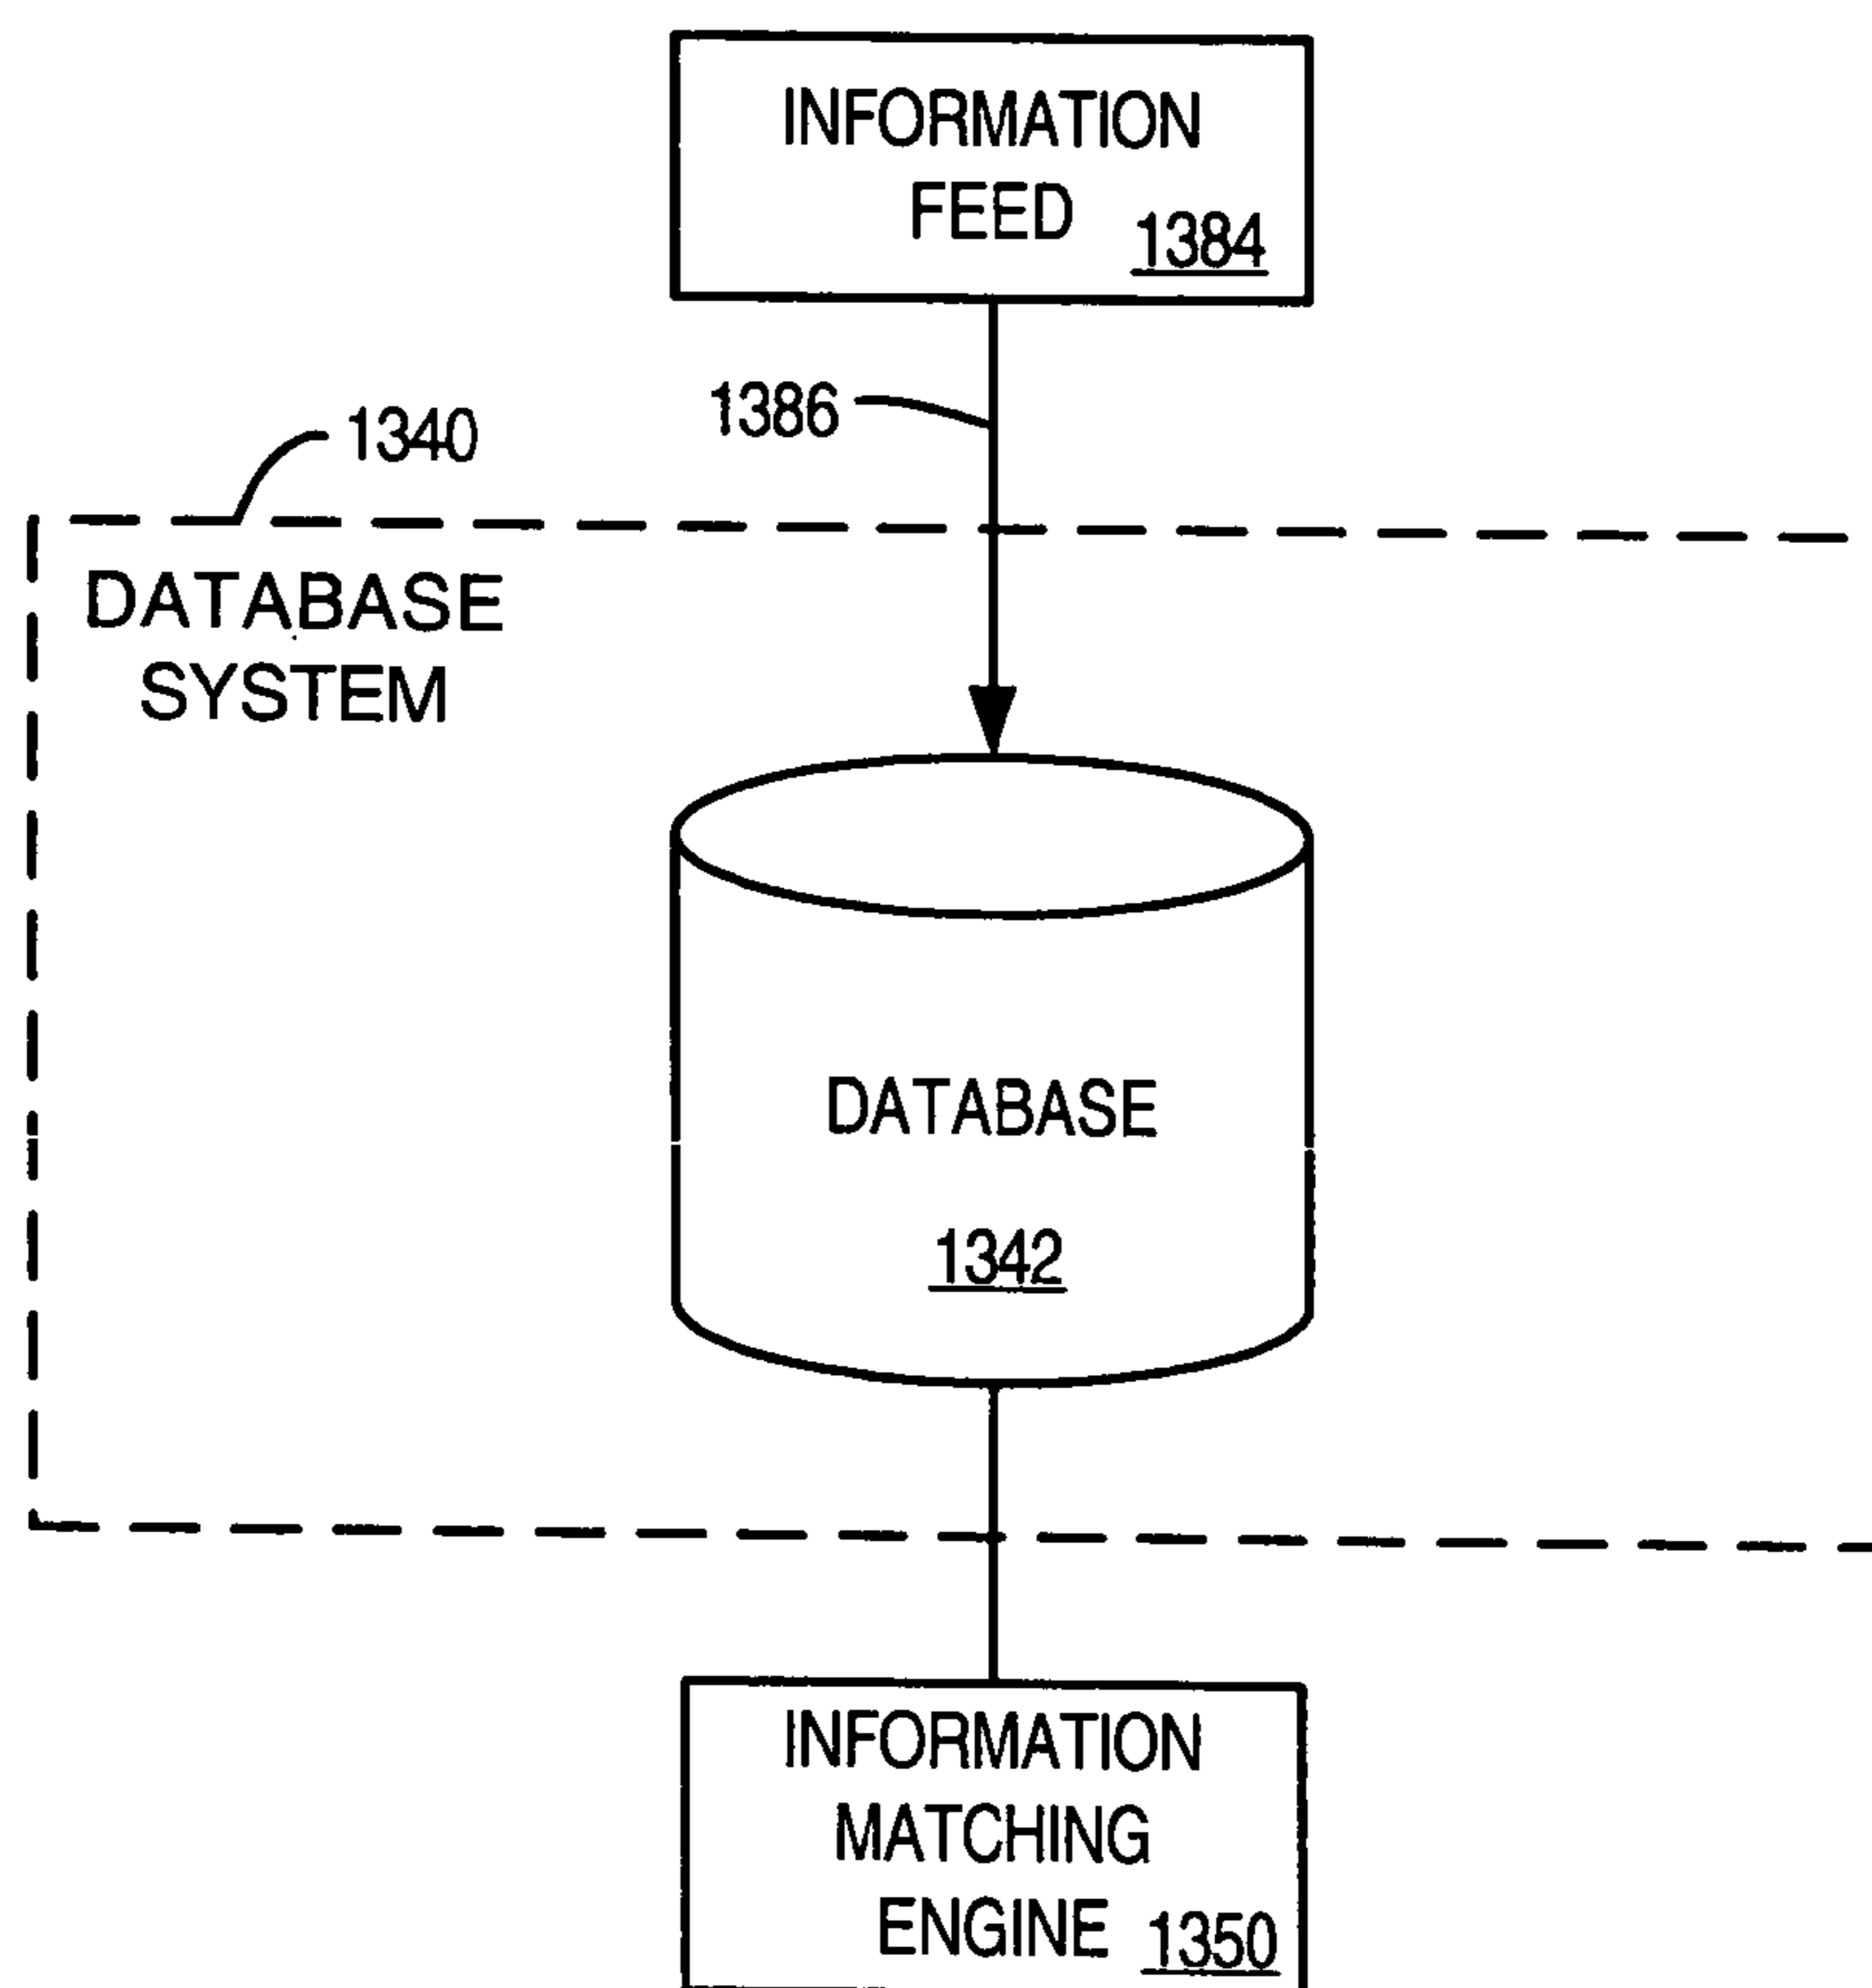 INFORMATION
FEED 1384
1386
1340
DATABASE
SYSTEM
DATABASE
1342
INFORMATION
MATCHING
ENGINE 1350